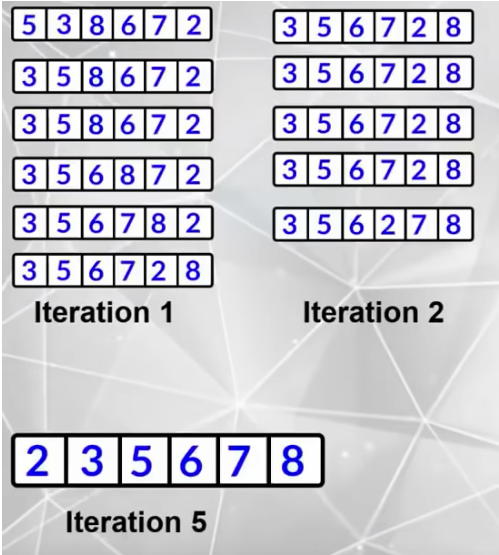 5 3 8 6 7 2
3 5 8 6 7 2
3 5 8 6 7 2
3 5 6 8 7 2
3 5 6 7 8 2
3 5 6 7 2 8
Iteration 1
3 5 6 7 2 8
3 5 6 7 2 8
3 5 6 7 2 8
3 5 6 7 2 8
3 5 6 2 7 8
Iteration 2
2 3 5 6 7 8
Iteration 5